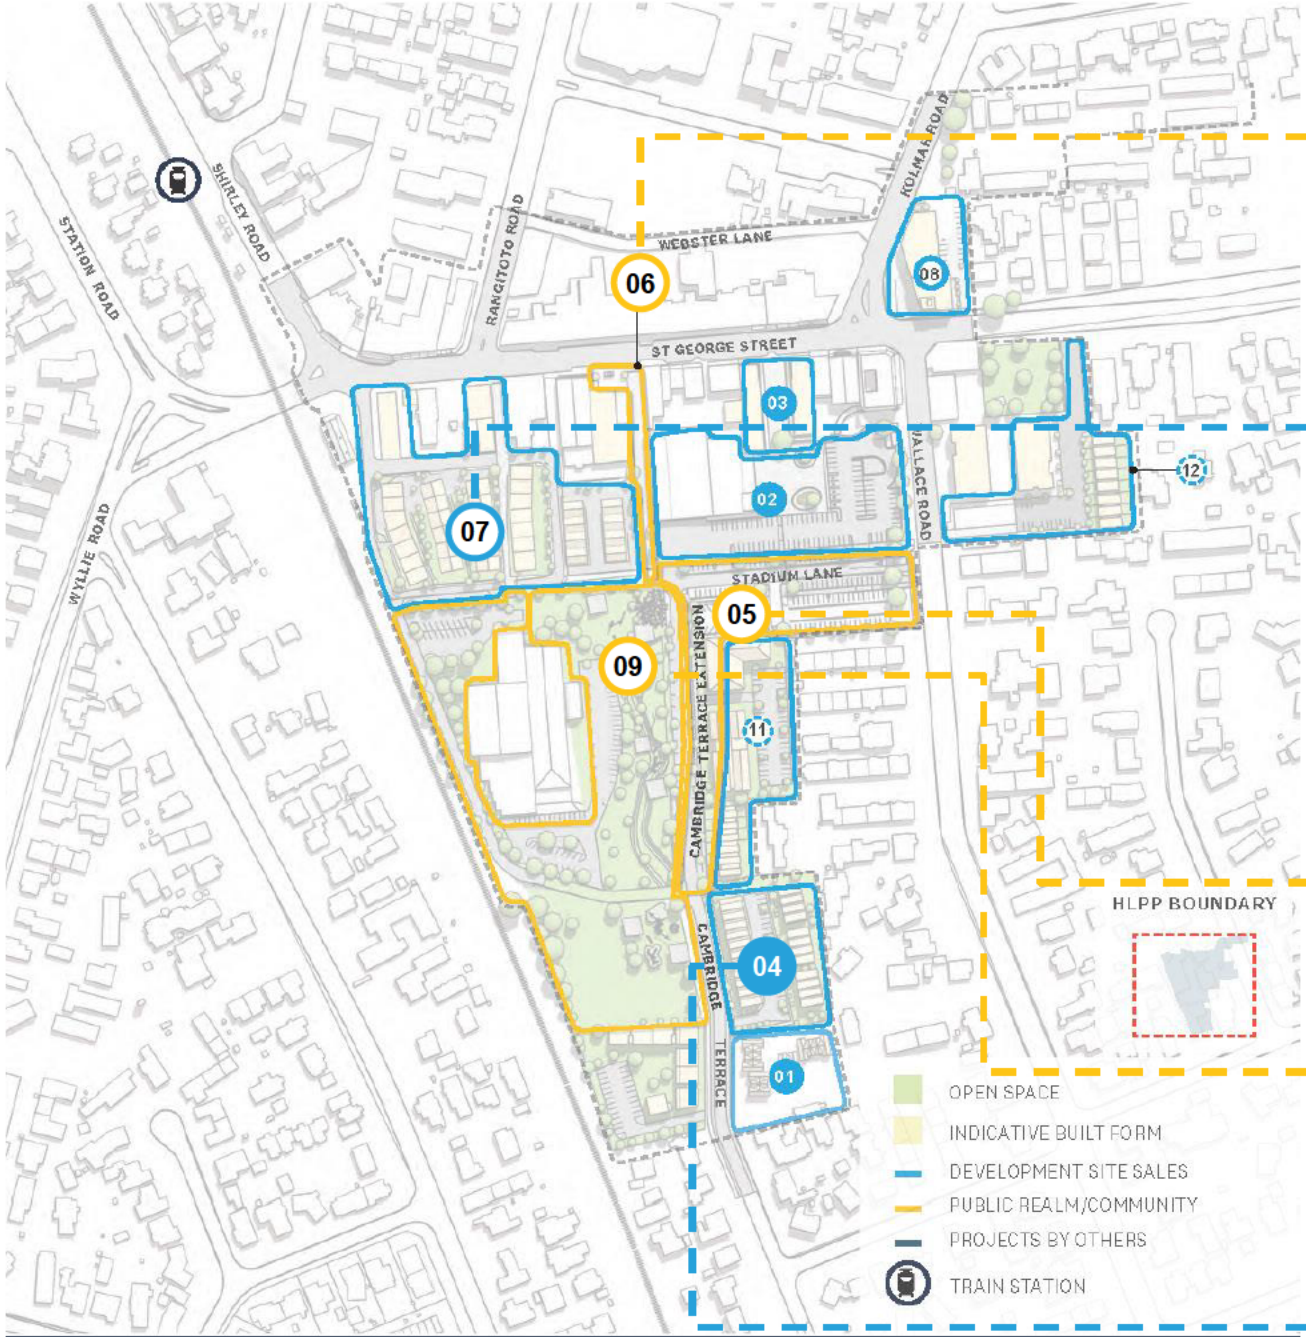 KOLMAR ROAD
SHIRLEY ROAD
STATION ROAD
RANGITOTO ROAD
WEBSTER LANE
06
08
ST GEORGE STREET
03
12
02
WALLACE ROAD
07
WYLLIE ROAD
STADIUM LANE
05
09
CAMBRIDGE TERRACE EXTENSION
11
HLPP BOUNDARY
CAMBRIDGE
04
TERRACE
01
OPEN SPACE
INDICATIVE BUILT FORM
DEVELOPMENT SITE SALES
PUBLIC REALM/COMMUNITY
PROJECTS BY OTHERS
TRAIN STATION